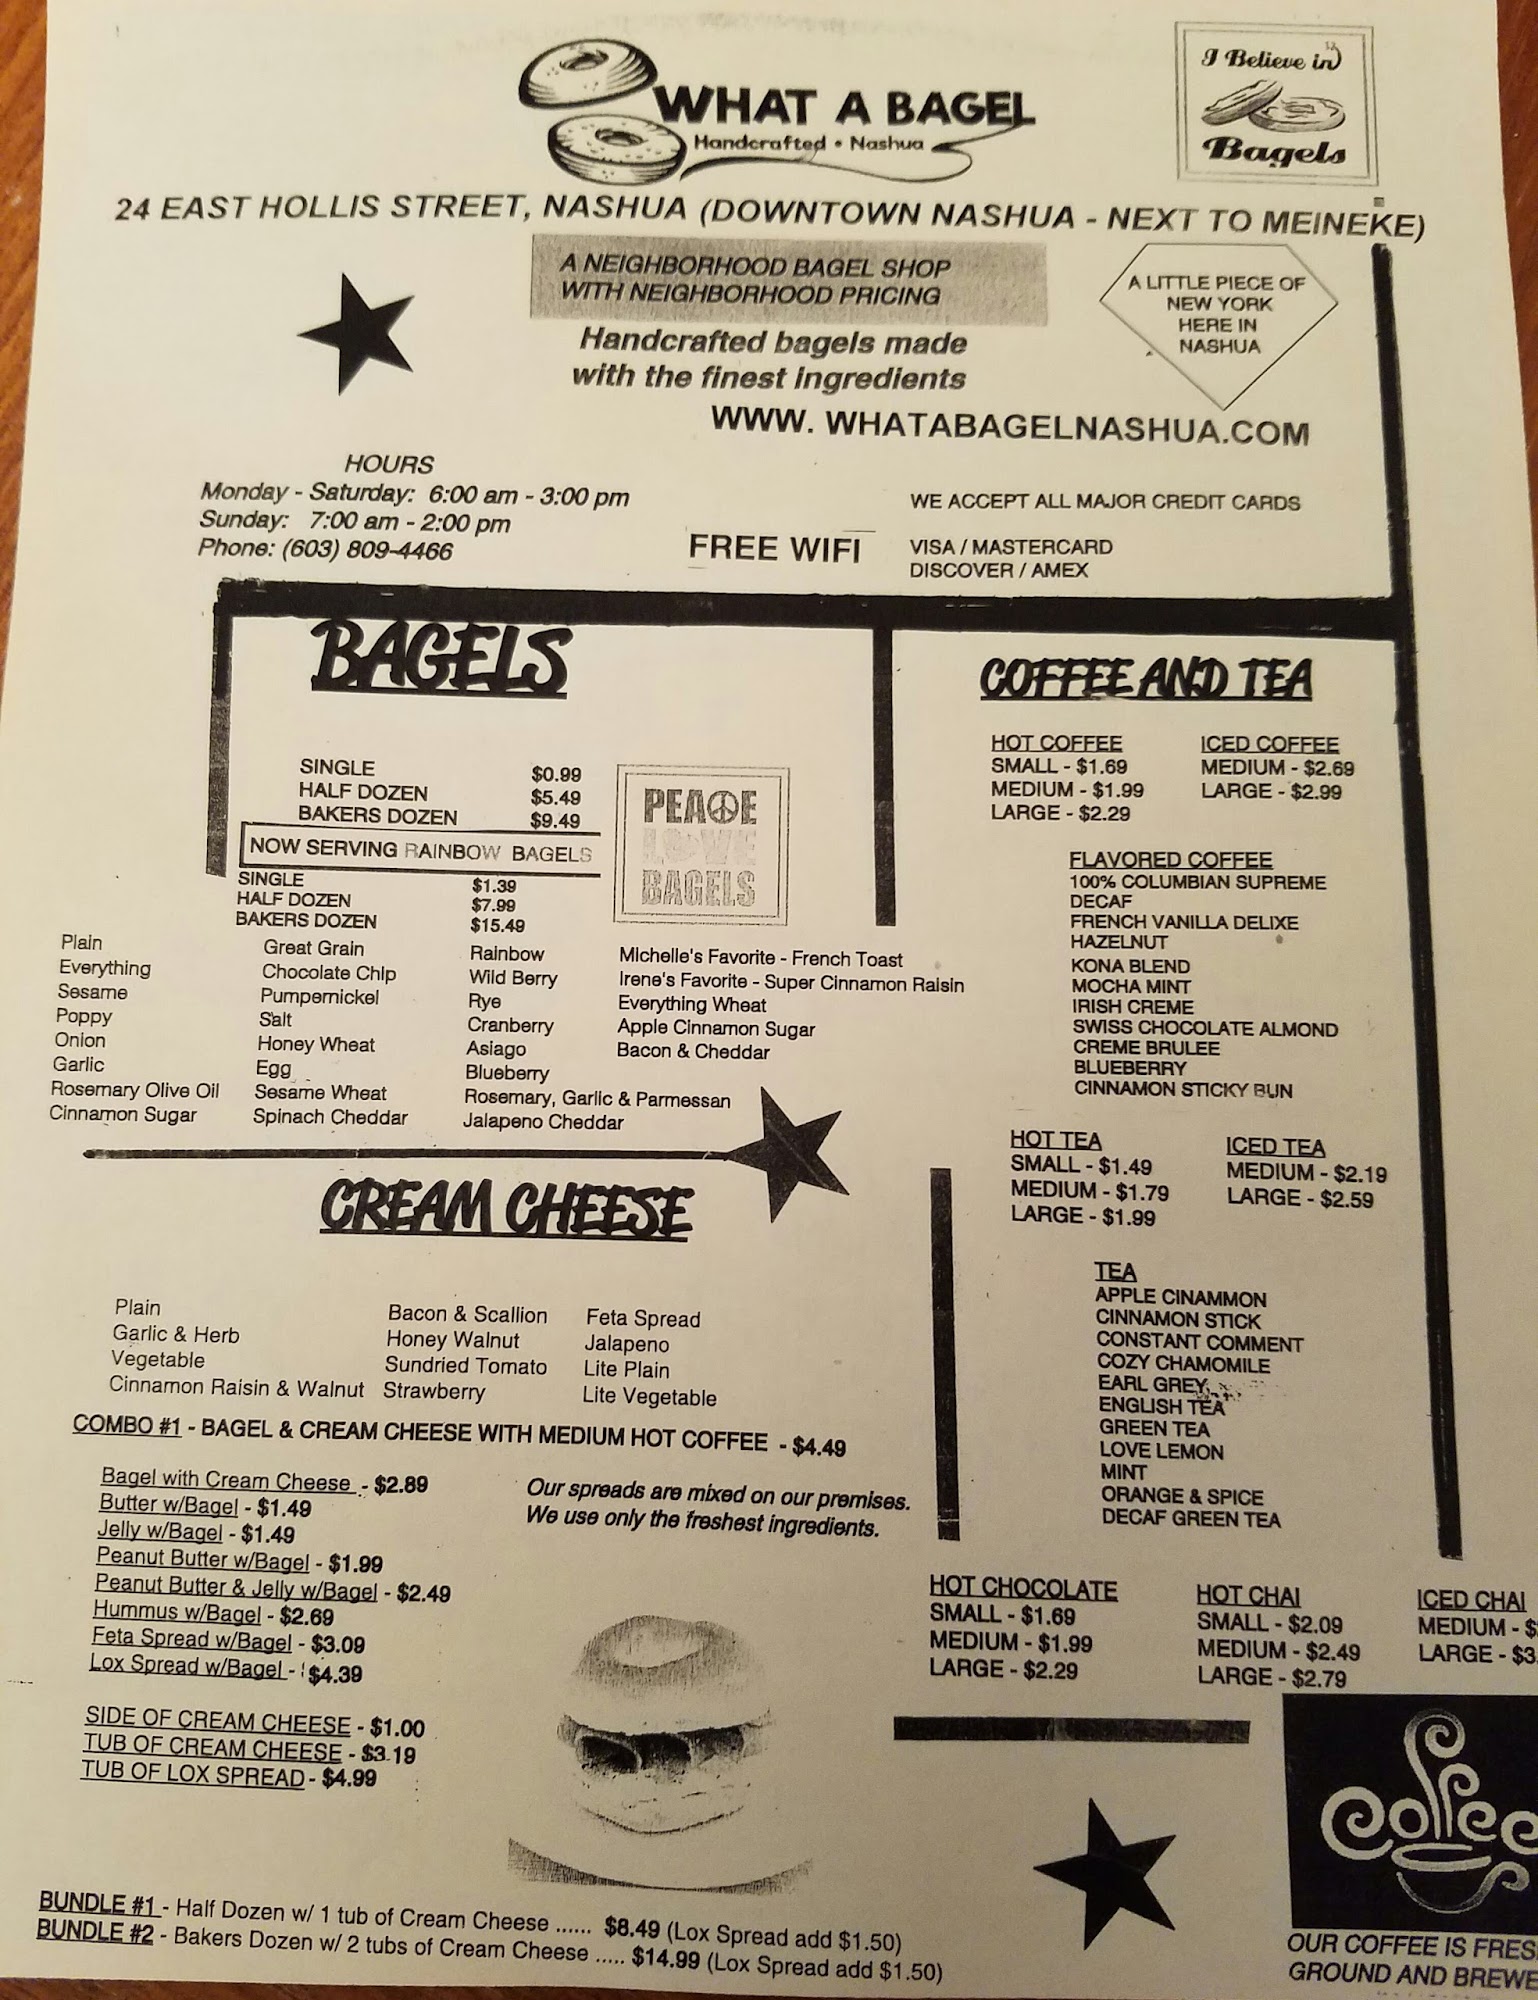 WHAT A BAGEL
Handcrafted • Nashua
I Believe in
Bagels
24 EAST HOLLIS STREET, NASHUA (DOWNTOWN NASHUA - NEXT TO MEINEKE)
A NEIGHBORHOOD BAGEL SHOP
WITH NEIGHBORHOOD PRICING
Handcrafted bagels made
with the finest ingredients
A LITTLE PIECE OF
NEW YORK
HERE IN
NASHUA
WWW. WHATABAGELNASHUA.COM
HOURS
Monday - Saturday: 6:00 am - 3:00 pm
Sunday: 7:00 am - 2:00 pm
Phone: (603) 809-4466
FREE WIFI
WE ACCEPT ALL MAJOR CREDIT CARDS
VISA / MASTERCARD
DISCOVER / AMEX
BAGELS
SINGLE $0.99
HALF DOZEN $5.49
BAKERS DOZEN $9.49
NOW SERVING RAINBOW BAGELS
SINGLE $1.39
HALF DOZEN $7.99
BAKERS DOZEN $15.49
PEACE
LOVE
BAGELS
Plain
Everything
Sesame
Poppy
Onion
Garlic
Rosemary Olive Oil
Cinnamon Sugar
Great Grain
Chocolate Chip
Pumpernickel
Salt
Honey Wheat
Egg
Sesame Wheat
Spinach Cheddar
Rainbow
Wild Berry
Rye
Cranberry
Asiago
Blueberry
Rosemary, Garlic & Parmessan
Jalapeno Cheddar
Michelle's Favorite - French Toast
Irene's Favorite - Super Cinnamon Raisin
Everything Wheat
Apple Cinnamon Sugar
Bacon & Cheddar
CREAM CHEESE
Plain
Garlic & Herb
Vegetable
Cinnamon Raisin & Walnut
Bacon & Scallion
Honey Walnut
Sundried Tomato
Strawberry
Feta Spread
Jalapeno
Lite Plain
Lite Vegetable
COMBO #1 - BAGEL & CREAM CHEESE WITH MEDIUM HOT COFFEE - $4.49
Bagel with Cream Cheese - $2.89
Butter w/Bagel - $1.49
Jelly w/Bagel - $1.49
Peanut Butter w/Bagel - $1.99
Peanut Butter & Jelly w/Bagel - $2.49
Hummus w/Bagel - $2.69
Feta Spread w/Bagel - $3.09
Lox Spread w/Bagel - $4.39
Our spreads are mixed on our premises.
We use only the freshest ingredients.
SIDE OF CREAM CHEESE - $1.00
TUB OF CREAM CHEESE - $3.19
TUB OF LOX SPREAD - $4.99
BUNDLE #1 - Half Dozen w/ 1 tub of Cream Cheese ...... $8.49 (Lox Spread add $1.50)
BUNDLE #2 - Bakers Dozen w/ 2 tubs of Cream Cheese ..... $14.99 (Lox Spread add $1.50)
COFFEE AND TEA
HOT COFFEE
SMALL - $1.69
MEDIUM - $1.99
LARGE - $2.29
ICED COFFEE
MEDIUM - $2.69
LARGE - $2.99
FLAVORED COFFEE
100% COLUMBIAN SUPREME
DECAF
FRENCH VANILLA DELIXE
HAZELNUT
KONA BLEND
MOCHA MINT
IRISH CREME
SWISS CHOCOLATE ALMOND
CREME BRULEE
BLUEBERRY
CINNAMON STICKY BUN
HOT TEA
SMALL - $1.49
MEDIUM - $1.79
LARGE - $1.99
ICED TEA
MEDIUM - $2.19
LARGE - $2.59
TEA
APPLE CINAMMON
CINNAMON STICK
CONSTANT COMMENT
COZY CHAMOMILE
EARL GREY
ENGLISH TEA
GREEN TEA
LOVE LEMON
MINT
ORANGE & SPICE
DECAF GREEN TEA
HOT CHOCOLATE
SMALL - $1.69
MEDIUM - $1.99
LARGE - $2.29
HOT CHAI
SMALL - $2.09
MEDIUM - $2.49
LARGE - $2.79
ICED CHAI
MEDIUM - $
LARGE - $3.
Coffee
OUR COFFEE IS FRES
GROUND AND BREWE